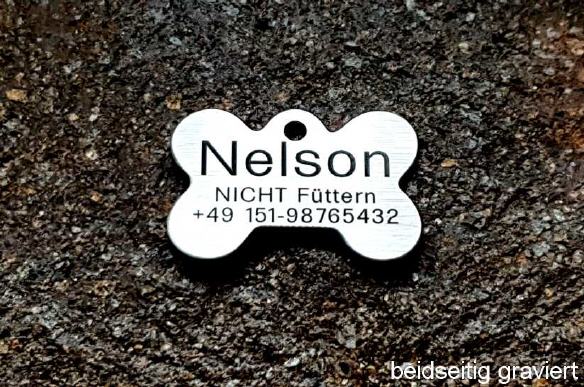 Nelson
NICHT Füttern
+49 151-98765432
beidseitig graviert